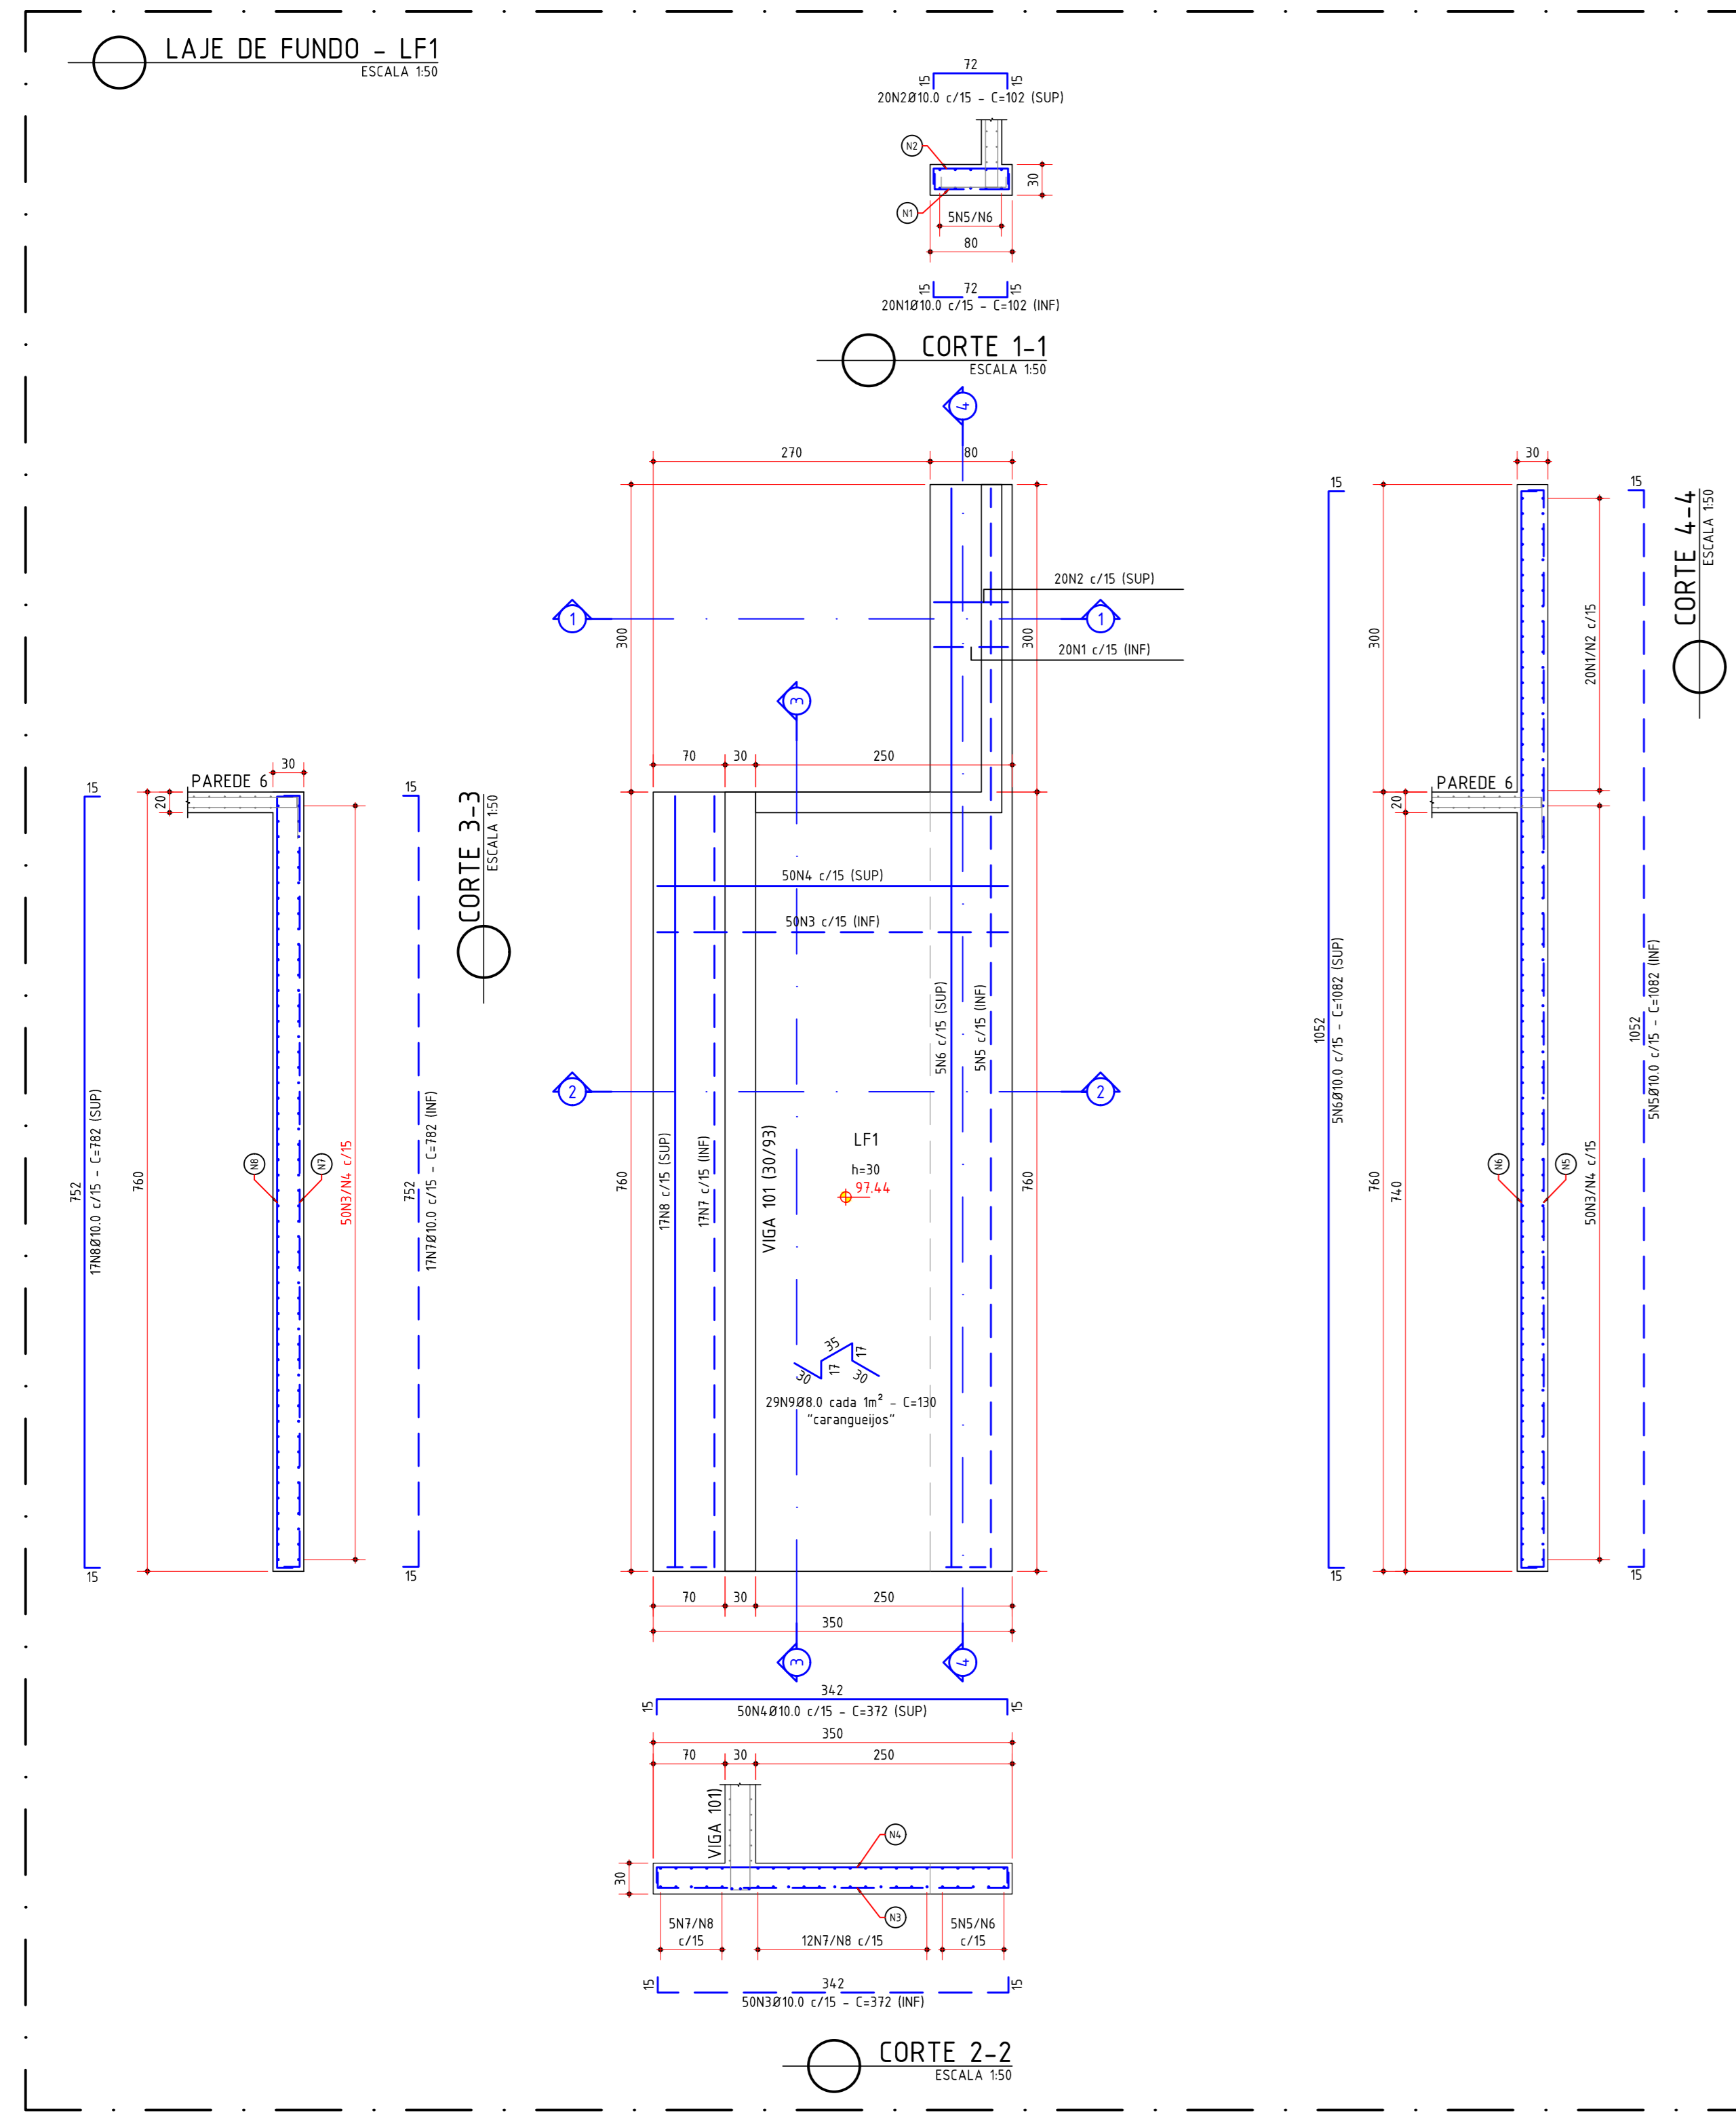 LAJE DE FUNDO - LF1
ESCALA 1:50
72
15
15
20N2Ø10.0 c/15 - C=102 (SUP)
N2
30
N1
5N5/N6
80
15
72
15
20N1Ø10.0 c/15 - C=102 (INF)
CORTE 1-1
ESCALA 1:50
4
270
80
300
300
20N2 c/15 (SUP)
1
1
20N1 c/15 (INF)
3
70
30
250
50N4 c/15 (SUP)
50N3 c/15 (INF)
5N6 c/15 (SUP)
5N5 c/15 (INF)
2
2
17N8 c/15 (SUP)
17N7 c/15 (INF)
VIGA 101 (30/93)
LF1
h=30
97.44
760
760
35
17
17
30
30
29N9Ø8.0 cada 1m² - C=130
"carangueijos"
70
30
250
350
3
4
15
PAREDE 6
30
20
15
752
17N8Ø10.0 c/15 - C=782 (SUP)
760
N8
N7
50N3/N4 c/15
752
17N7Ø10.0 c/15 - C=782 (INF)
15
15
CORTE 3-3
ESCALA 1:50
15
30
15
300
20N1/N2 c/15
PAREDE 6
20
1052
5N6Ø10.0 c/15 - C=1082 (SUP)
760
740
N6
N5
50N3/N4 c/15
1052
5N5Ø10.0 c/15 - C=1082 (INF)
15
15
CORTE 4-4
ESCALA 1:50
342
15
15
50N4Ø10.0 c/15 - C=372 (SUP)
350
70
30
250
VIGA 101)
N4
30
N3
5N7/N8
c/15
12N7/N8 c/15
5N5/N6
c/15
15
342
15
50N3Ø10.0 c/15 - C=372 (INF)
CORTE 2-2
ESCALA 1:50